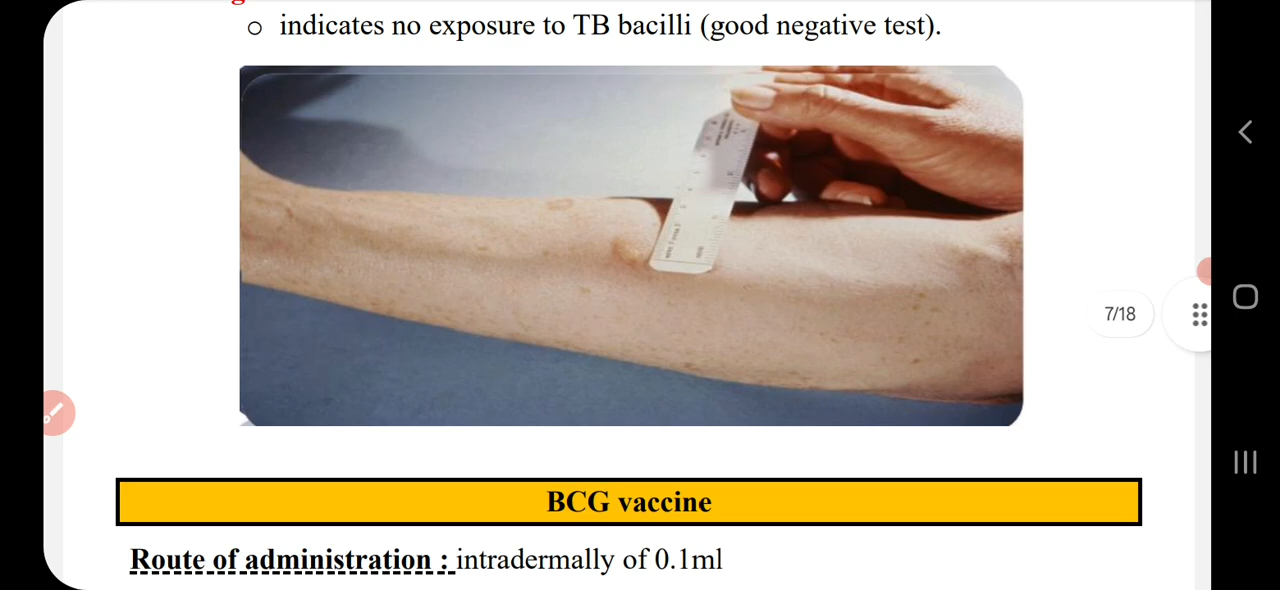 o indicates no exposure to TB bacilli (good negative test).
7/18
BCG vaccine
Route of administration : intradermally of 0.1ml